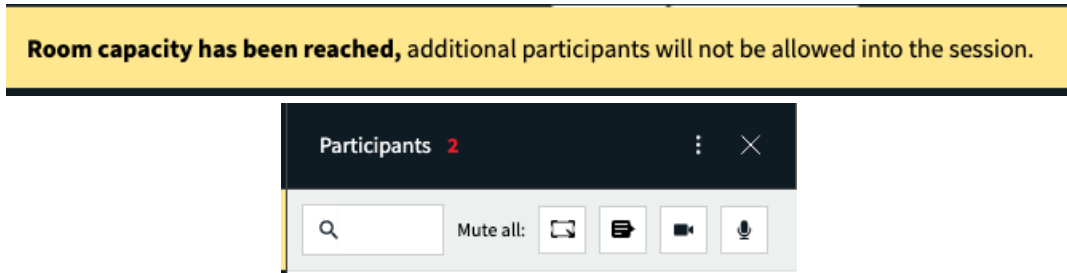 Room capacity has been reached, additional participants will not be allowed into the session.
Participants 2
Mute all: